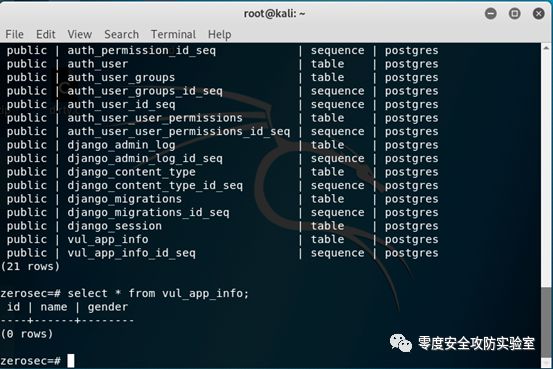 root@kali: ~
File Edit View Search Terminal Help
public | auth_permission_id_seq | sequence | postgres
public | auth_user | table | postgres
public | auth_user_groups | table | postgres
public | auth_user_groups_id_seq | sequence | postgres
public | auth_user_id_seq | sequence | postgres
public | auth_user_user_permissions | table | postgres
public | auth_user_user_permissions_id_seq | sequence | postgres
public | django_admin_log | table | postgres
public | django_admin_log_id_seq | sequence | postgres
public | django_content_type | table | postgres
public | django_content_type_id_seq | sequence | postgres
public | django_migrations | table | postgres
public | django_migrations_id_seq | sequence | postgres
public | django_session | table | postgres
public | vul_app_info | table | postgres
public | vul_app_info_id_seq | sequence | postgres
(21 rows)
zerosec=# select * from vul_app_info;
id | name | gender
----+------+--------
(0 rows)
零度安全攻防实验室
zerosec=#